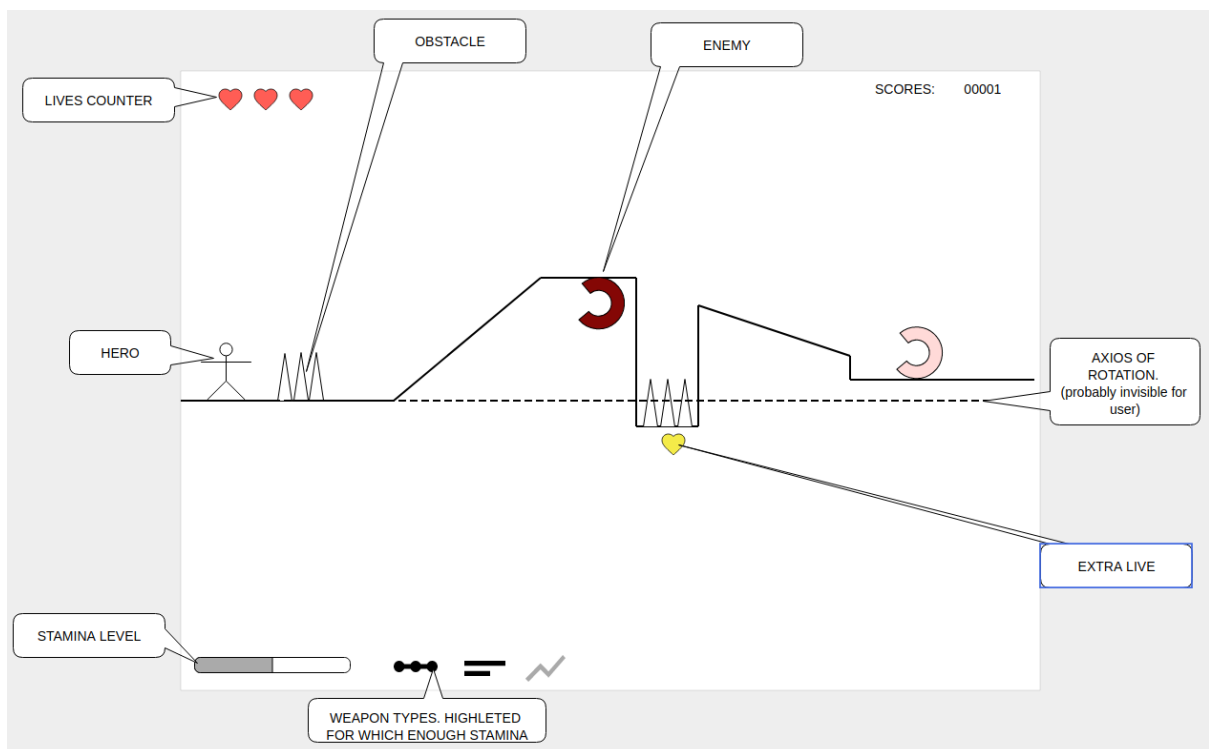 OBSTACLE
ENEMY
LIVES COUNTER
SCORES: 00001
HERO
AXIOS OF
ROTATION.
(probably invisible for
user)
EXTRA LIVE
STAMINA LEVEL
WEAPON TYPES. HIGHLETED
FOR WHICH ENOUGH STAMINA